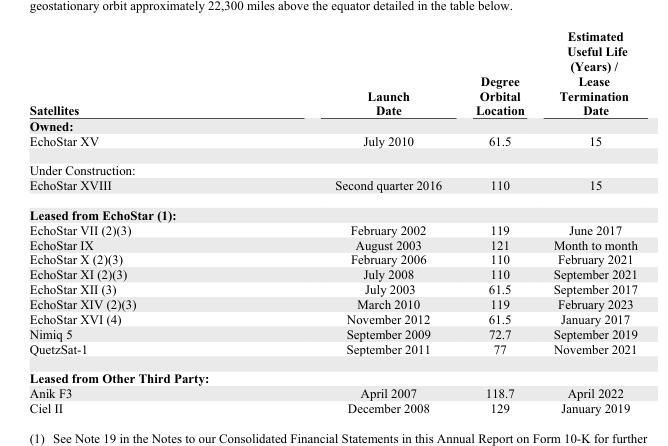 geostationary orbit approximately 22,300 miles above the equator detailed in the table below.
Estimated
Useful Life
(Years) /
Degree Lease
Launch Orbital Termination
Satellites Date Location Date
Owned:
EchoStar XV July 2010 61.5 15
Under Construction:
EchoStar XVIII Second quarter 2016 110 15
Leased from EchoStar (1):
EchoStar VII (2)(3) February 2002 119 June 2017
EchoStar IX August 2003 121 Month to month
EchoStar X (2)(3) February 2006 110 February 2021
EchoStar XI (2)(3) July 2008 110 September 2021
EchoStar XII (3) July 2003 61.5 September 2017
EchoStar XIV (2)(3) March 2010 119 February 2023
EchoStar XVI (4) November 2012 61.5 January 2017
Nimiq 5 September 2009 72.7 September 2019
QuetzSat-1 September 2011 77 November 2021
Leased from Other Third Party:
Anik F3 April 2007 118.7 April 2022
Ciel II December 2008 129 January 2019
(1) See Note 19 in the Notes to our Consolidated Financial Statements in this Annual Report on Form 10-K for further